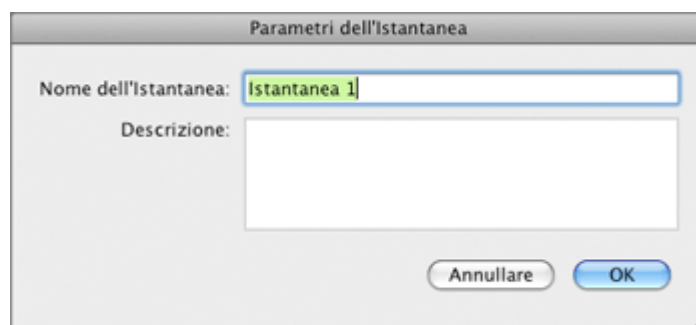 Parametri dell'Istantanea
Nome dell'Istantanea: Istantanea 1
Descrizione:
Annullare OK